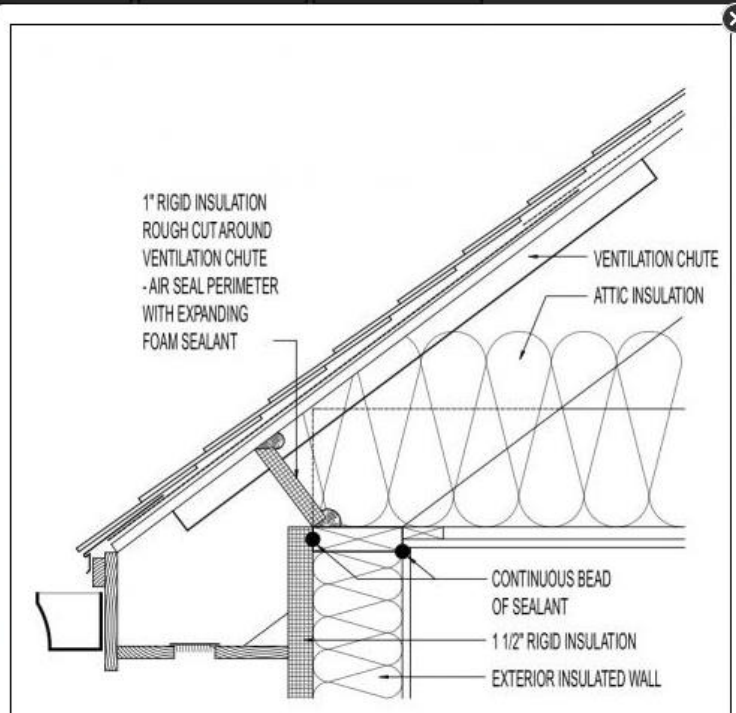 1" RIGID INSULATION
ROUGH CUT AROUND
VENTILATION CHUTE
- AIR SEAL PERIMETER
WITH EXPANDING
FOAM SEALANT
VENTILATION CHUTE
ATTIC INSULATION
CONTINUOUS BEAD
OF SEALANT
1 1/2" RIGID INSULATION
EXTERIOR INSULATED WALL